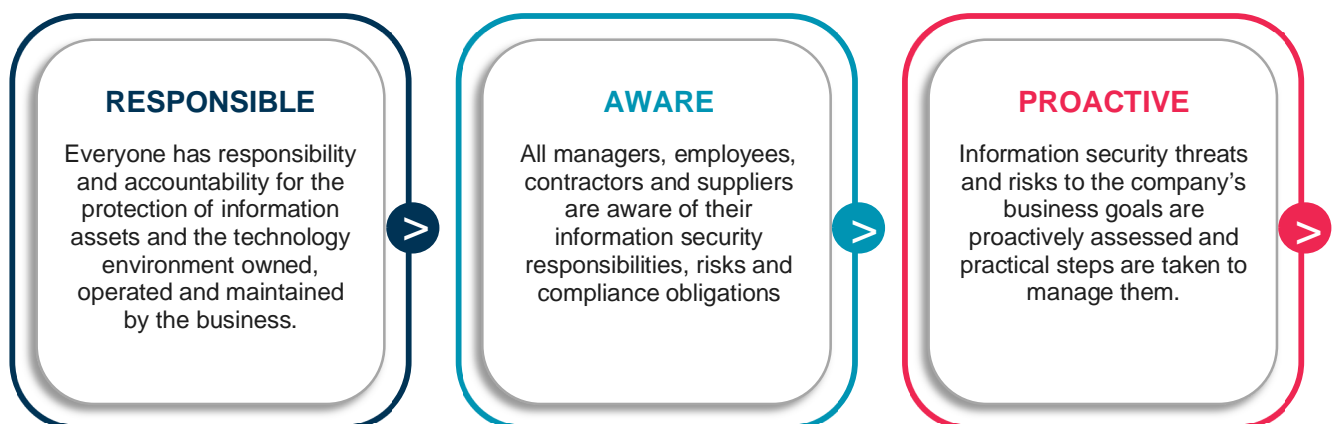 RESPONSIBLE
Everyone has responsibility
and accountability for the
protection of information
assets and the technology
environment owned,
operated and maintained
by the business.
>
AWARE
All managers, employees,
contractors and suppliers
are aware of their
information security
responsibilities, risks and
compliance obligations
>
PROACTIVE
Information security threats
and risks to the company’s
business goals are
proactively assessed and
practical steps are taken to
manage them.
>